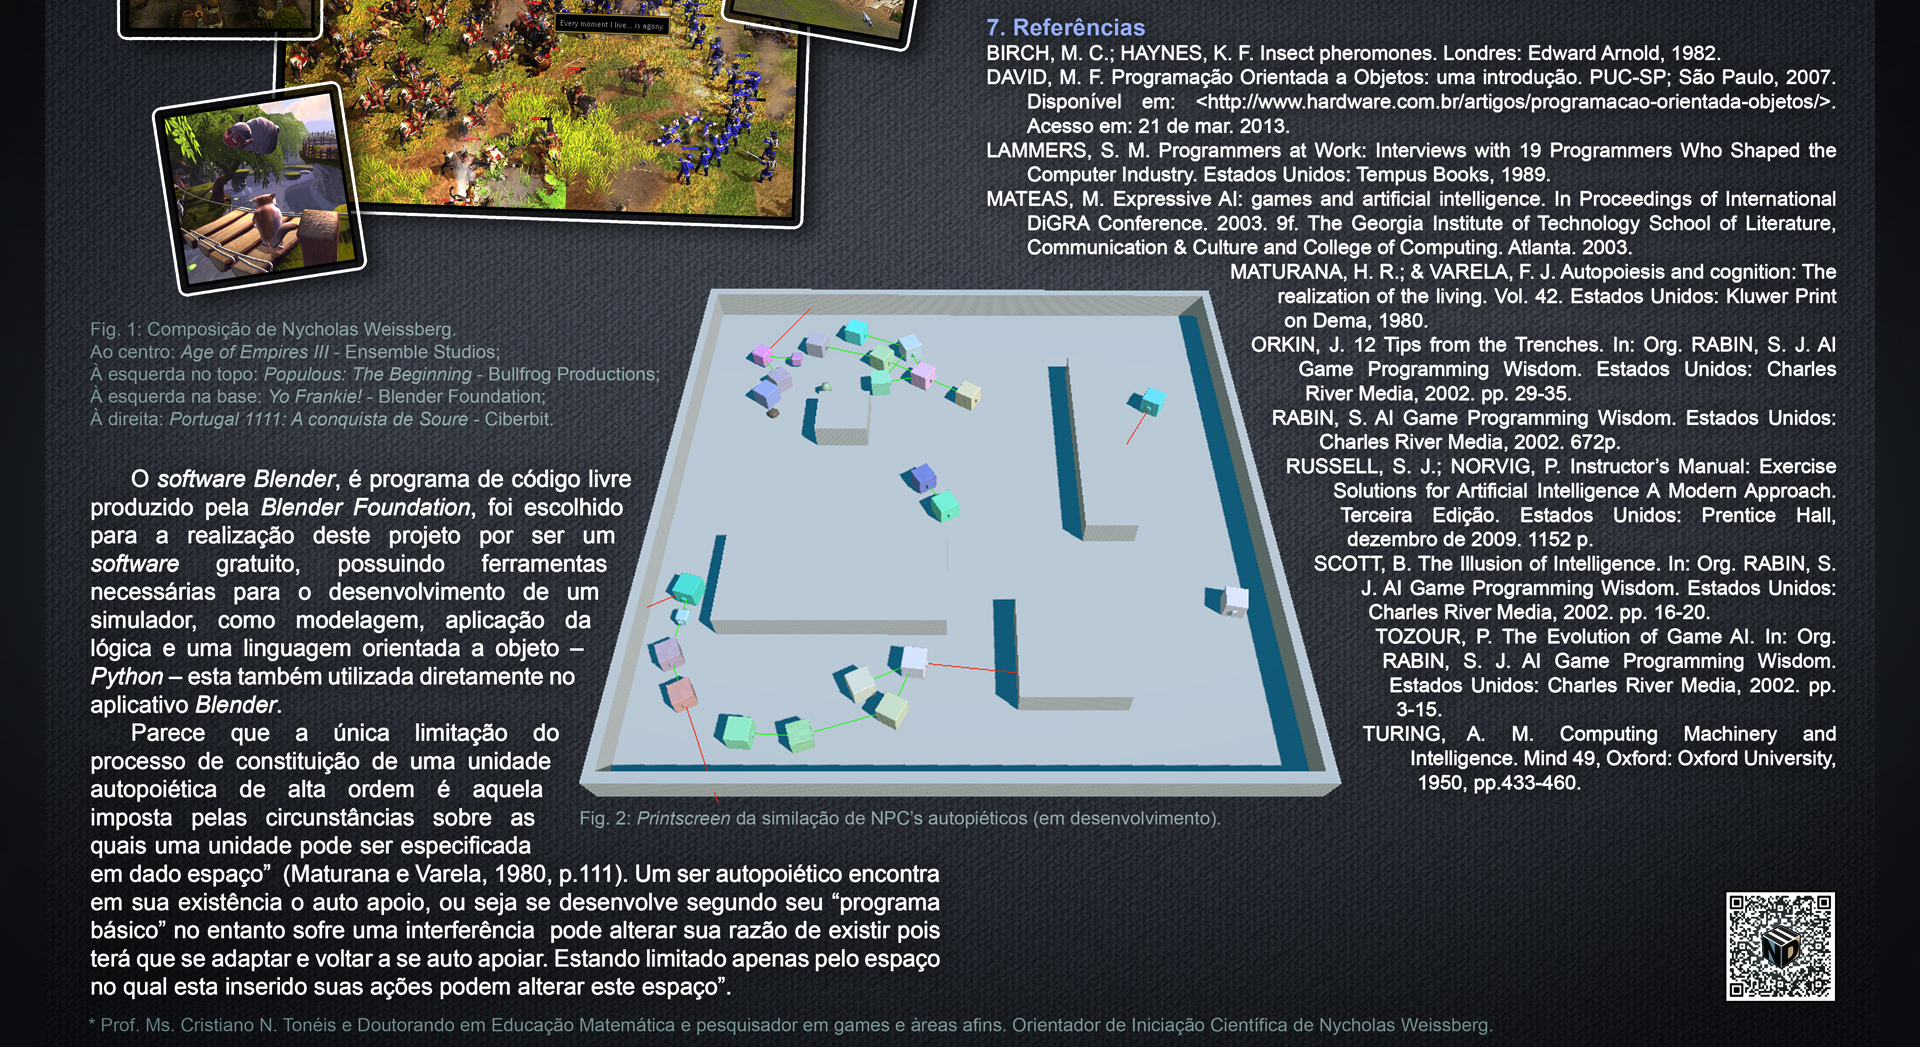 Every moment I live... is agony
Fig. 1: Composição de Nycholas Weissberg.
Ao centro: Age of Empires III - Ensemble Studios;
À esquerda no topo: Populous: The Beginning - Bullfrog Productions;
À esquerda na base: Yo Frankie! - Blender Foundation;
À direita: Portugal 1111: A conquista de Soure - Ciberbit.
O software Blender, é programa de código livre
produzido pela Blender Foundation, foi escolhido
para a realização deste projeto por ser um
software gratuito, possuindo ferramentas
necessárias para o desenvolvimento de um
simulador, como modelagem, aplicação da
lógica e uma linguagem orientada a objeto –
Python – esta também utilizada diretamente no
aplicativo Blender.
Parece que a única limitação do
processo de constituição de uma unidade
autopoiética de alta ordem é aquela
imposta pelas circunstâncias sobre as
quais uma unidade pode ser especificada
em dado espaço” (Maturana e Varela, 1980, p.111). Um ser autopoiético encontra
em sua existência o auto apoio, ou seja se desenvolve segundo seu “programa
básico” no entanto sofre uma interferência pode alterar sua razão de existir pois
terá que se adaptar e voltar a se auto apoiar. Estando limitado apenas pelo espaço
no qual esta inserido suas ações podem alterar este espaço”.
Fig. 2: Printscreen da similação de NPC’s autopiéticos (em desenvolvimento).
7. Referências
BIRCH, M. C.; HAYNES, K. F. Insect pheromones. Londres: Edward Arnold, 1982.
DAVID, M. F. Programação Orientada a Objetos: uma introdução. PUC-SP; São Paulo, 2007.
Disponível em: <http://www.hardware.com.br/artigos/programacao-orientada-objetos/>.
Acesso em: 21 de mar. 2013.
LAMMERS, S. M. Programmers at Work: Interviews with 19 Programmers Who Shaped the
Computer Industry. Estados Unidos: Tempus Books, 1989.
MATEAS, M. Expressive AI: games and artificial intelligence. In Proceedings of International
DiGRA Conference. 2003. 9f. The Georgia Institute of Technology School of Literature,
Communication & Culture and College of Computing. Atlanta. 2003.
MATURANA, H. R.; & VARELA, F. J. Autopoiesis and cognition: The
realization of the living. Vol. 42. Estados Unidos: Kluwer Print
on Dema, 1980.
ORKIN, J. 12 Tips from the Trenches. In: Org. RABIN, S. J. AI
Game Programming Wisdom. Estados Unidos: Charles
River Media, 2002. pp. 29-35.
RABIN, S. AI Game Programming Wisdom. Estados Unidos:
Charles River Media, 2002. 672p.
RUSSELL, S. J.; NORVIG, P. Instructor’s Manual: Exercise
Solutions for Artificial Intelligence A Modern Approach.
Terceira Edição. Estados Unidos: Prentice Hall,
dezembro de 2009. 1152 p.
SCOTT, B. The Illusion of Intelligence. In: Org. RABIN, S.
J. AI Game Programming Wisdom. Estados Unidos:
Charles River Media, 2002. pp. 16-20.
TOZOUR, P. The Evolution of Game AI. In: Org.
RABIN, S. J. AI Game Programming Wisdom.
Estados Unidos: Charles River Media, 2002. pp.
3-15.
TURING, A. M. Computing Machinery and
Intelligence. Mind 49, Oxford: Oxford University,
1950, pp.433-460.
ND
* Prof. Ms. Cristiano N. Tonéis e Doutorando em Educação Matemática e pesquisador em games e àreas afins. Orientador de Iniciação Científica de Nycholas Weissberg.